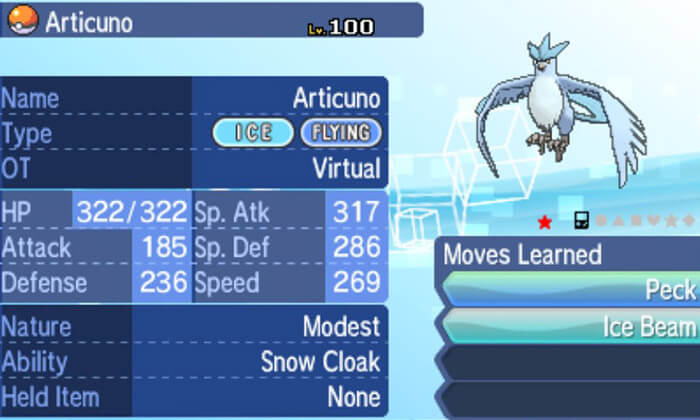 Articuno Lv.100
Name Articuno
Type ICE FLYING
OT Virtual
HP 322/322 Sp. Atk 317
Attack 185 Sp. Def 286
Defense 236 Speed 269
Nature Modest
Ability Snow Cloak
Held Item None
Moves Learned
Peck
Ice Beam